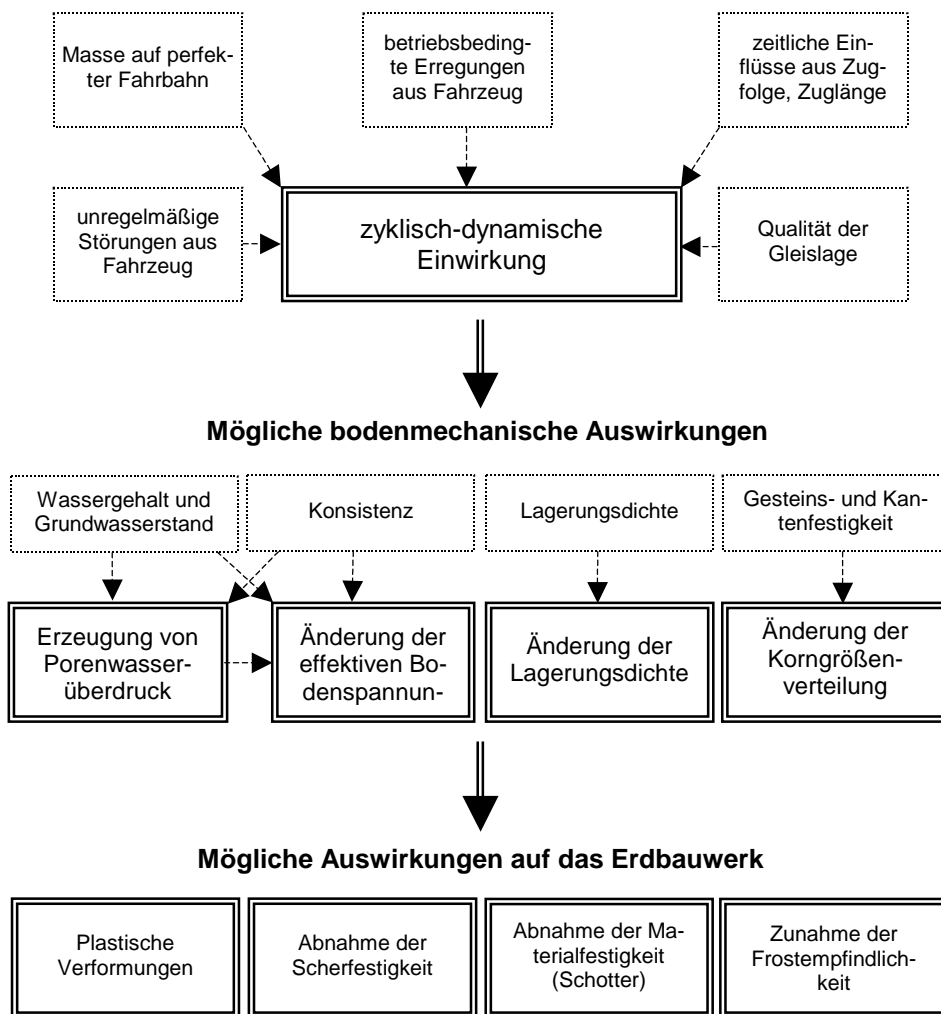 Masse auf perfek-
ter Fahrbahn
betriebsbeding-
te Erregungen
aus Fahrzeug
zeitliche Ein-
flüsse aus Zug-
folge, Zuglänge
unregelmäßige
Störungen aus
Fahrzeug
zyklisch-dynamische
Einwirkung
Qualität der
Gleislage
Mögliche bodenmechanische Auswirkungen
Wassergehalt und
Grundwasserstand
Konsistenz
Lagerungsdichte
Gesteins- und Kan-
tenfestigkeit
Erzeugung von
Porenwasser-
überdruck
Änderung der
effektiven Bo-
denspannun-
Änderung der
Lagerungsdichte
Änderung der
Korngrößen-
verteilung
Mögliche Auswirkungen auf das Erdbauwerk
Plastische
Verformungen
Abnahme der
Scherfestigkeit
Abnahme der Ma-
terialfestigkeit
(Schotter)
Zunahme der
Frostempfindlich-
keit